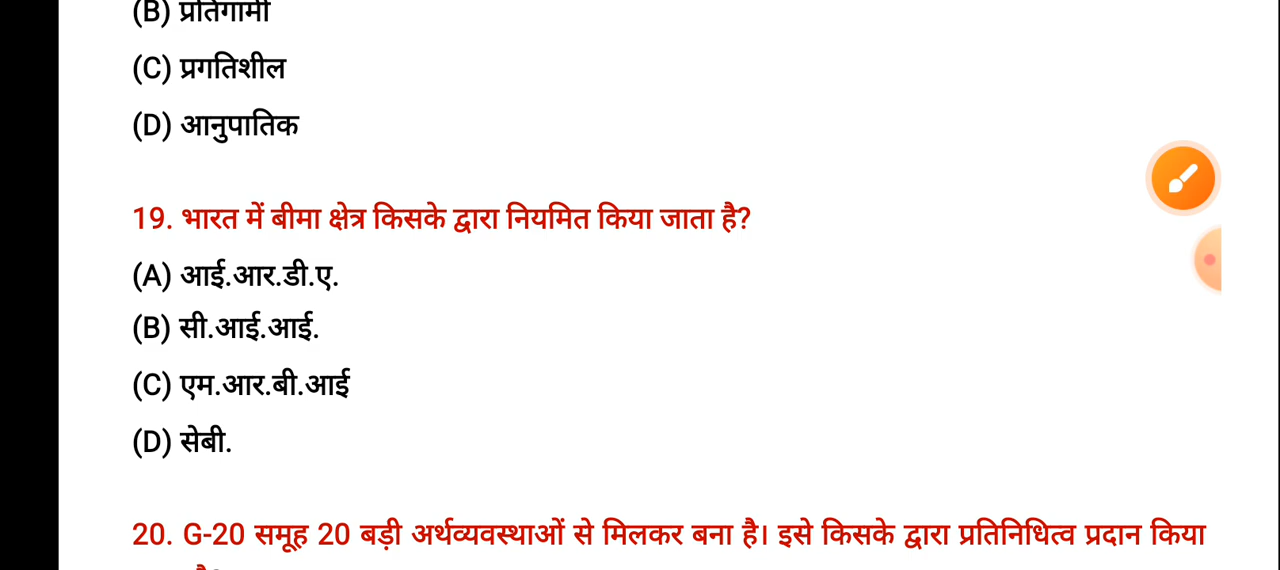 (B) प्रतिगामी
(C) प्रगतिशील
(D) आनुपातिक
19. भारत में बीमा क्षेत्र किसके द्वारा नियमित किया जाता है?
(A) आई.आर.डी.ए.
(B) सी.आई.आई.
(C) एम.आर.बी.आई
(D) सेबी.
20. G-20 समूह 20 बड़ी अर्थव्यवस्थाओं से मिलकर बना है। इसे किसके द्वारा प्रतिनिधित्व प्रदान किया